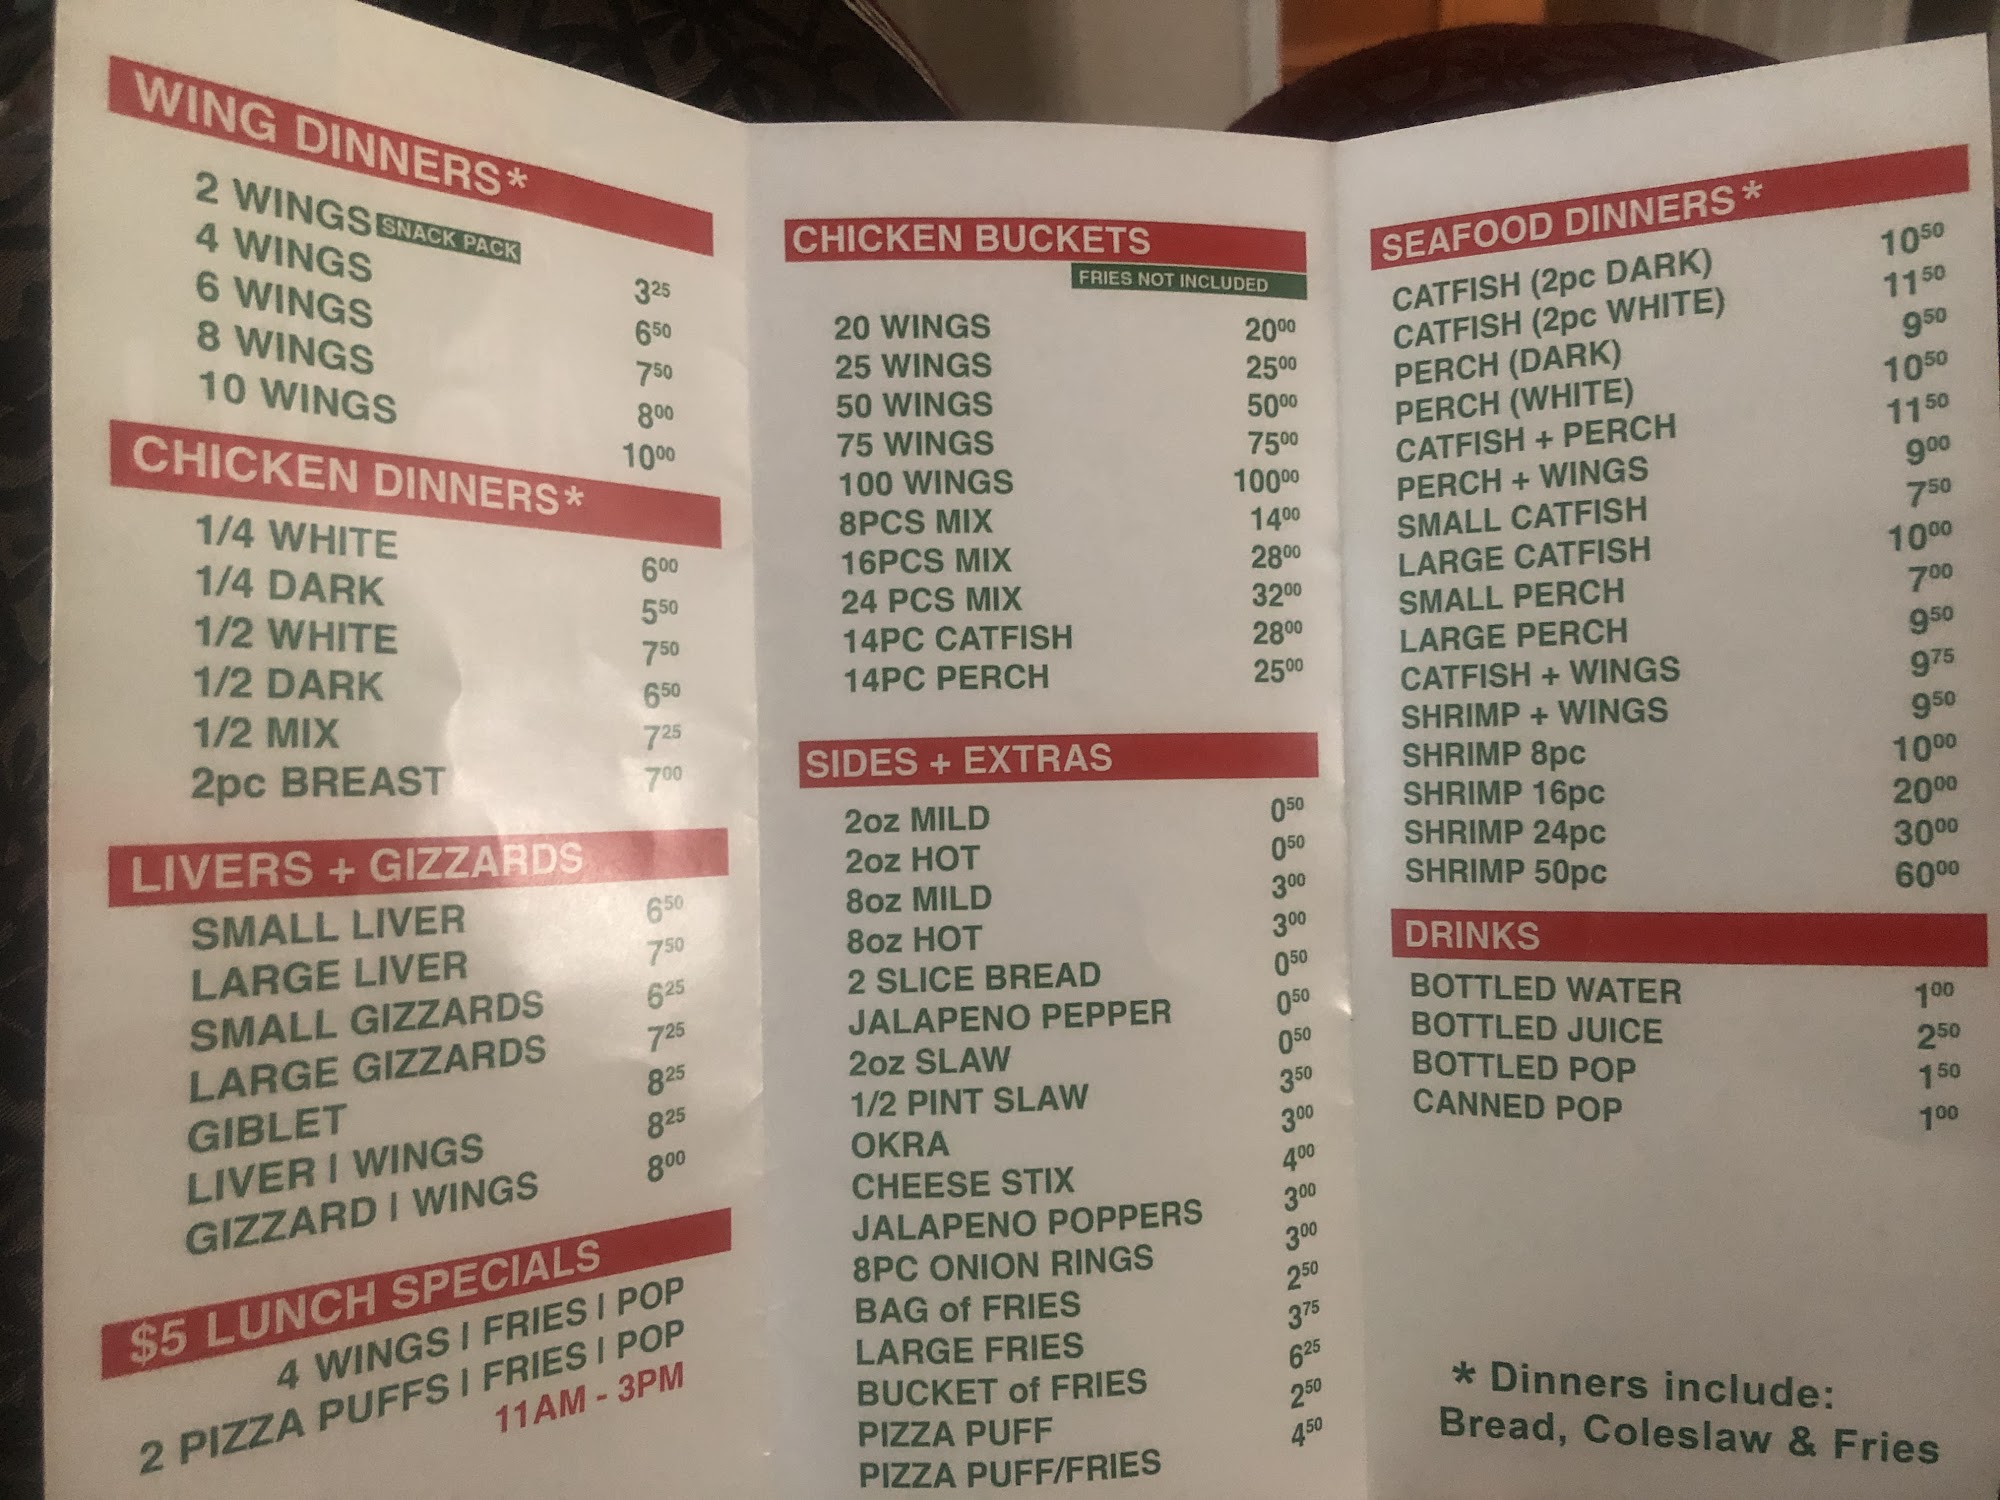 WING DINNERS*
2 WINGS SNACK PACK 3.25
4 WINGS 6.50
6 WINGS 7.50
8 WINGS 8.00
10 WINGS 10.00
CHICKEN DINNERS*
1/4 WHITE 6.00
1/4 DARK 5.50
1/2 WHITE 7.50
1/2 DARK 6.50
1/2 MIX 7.25
2pc BREAST 7.00
LIVERS + GIZZARDS
SMALL LIVER 6.50
LARGE LIVER 7.50
SMALL GIZZARDS 6.25
LARGE GIZZARDS 7.25
GIBLET 8.25
LIVER | WINGS 8.25
GIZZARD | WINGS 8.00
$5 LUNCH SPECIALS
4 WINGS | FRIES | POP
2 PIZZA PUFFS | FRIES | POP
11AM - 3PM
CHICKEN BUCKETS
FRIES NOT INCLUDED
20 WINGS 20.00
25 WINGS 25.00
50 WINGS 50.00
75 WINGS 75.00
100 WINGS 100.00
8PCS MIX 14.00
16PCS MIX 28.00
24 PCS MIX 32.00
14PC CATFISH 28.00
14PC PERCH 25.00
SIDES + EXTRAS
2oz MILD 0.50
2oz HOT 0.50
8oz MILD 3.00
8oz HOT 3.00
2 SLICE BREAD 0.50
JALAPENO PEPPER 0.50
2oz SLAW 0.50
1/2 PINT SLAW 3.50
OKRA 3.00
CHEESE STIX 4.00
JALAPENO POPPERS 3.00
8PC ONION RINGS 3.00
BAG of FRIES 2.50
LARGE FRIES 3.75
BUCKET of FRIES 6.25
PIZZA PUFF 2.50
PIZZA PUFF/FRIES 4.50
SEAFOOD DINNERS*
CATFISH (2pc DARK) 10.50
CATFISH (2pc WHITE) 11.50
PERCH (DARK) 9.50
PERCH (WHITE) 10.50
CATFISH + PERCH 11.50
PERCH + WINGS 9.00
SMALL CATFISH 7.50
LARGE CATFISH 10.00
SMALL PERCH 7.00
LARGE PERCH 9.50
CATFISH + WINGS 9.75
SHRIMP + WINGS 9.50
SHRIMP 8pc 10.00
SHRIMP 16pc 20.00
SHRIMP 24pc 30.00
SHRIMP 50pc 60.00
DRINKS
BOTTLED WATER 1.00
BOTTLED JUICE 2.50
BOTTLED POP 1.50
CANNED POP 1.00
* Dinners include:
Bread, Coleslaw & Fries